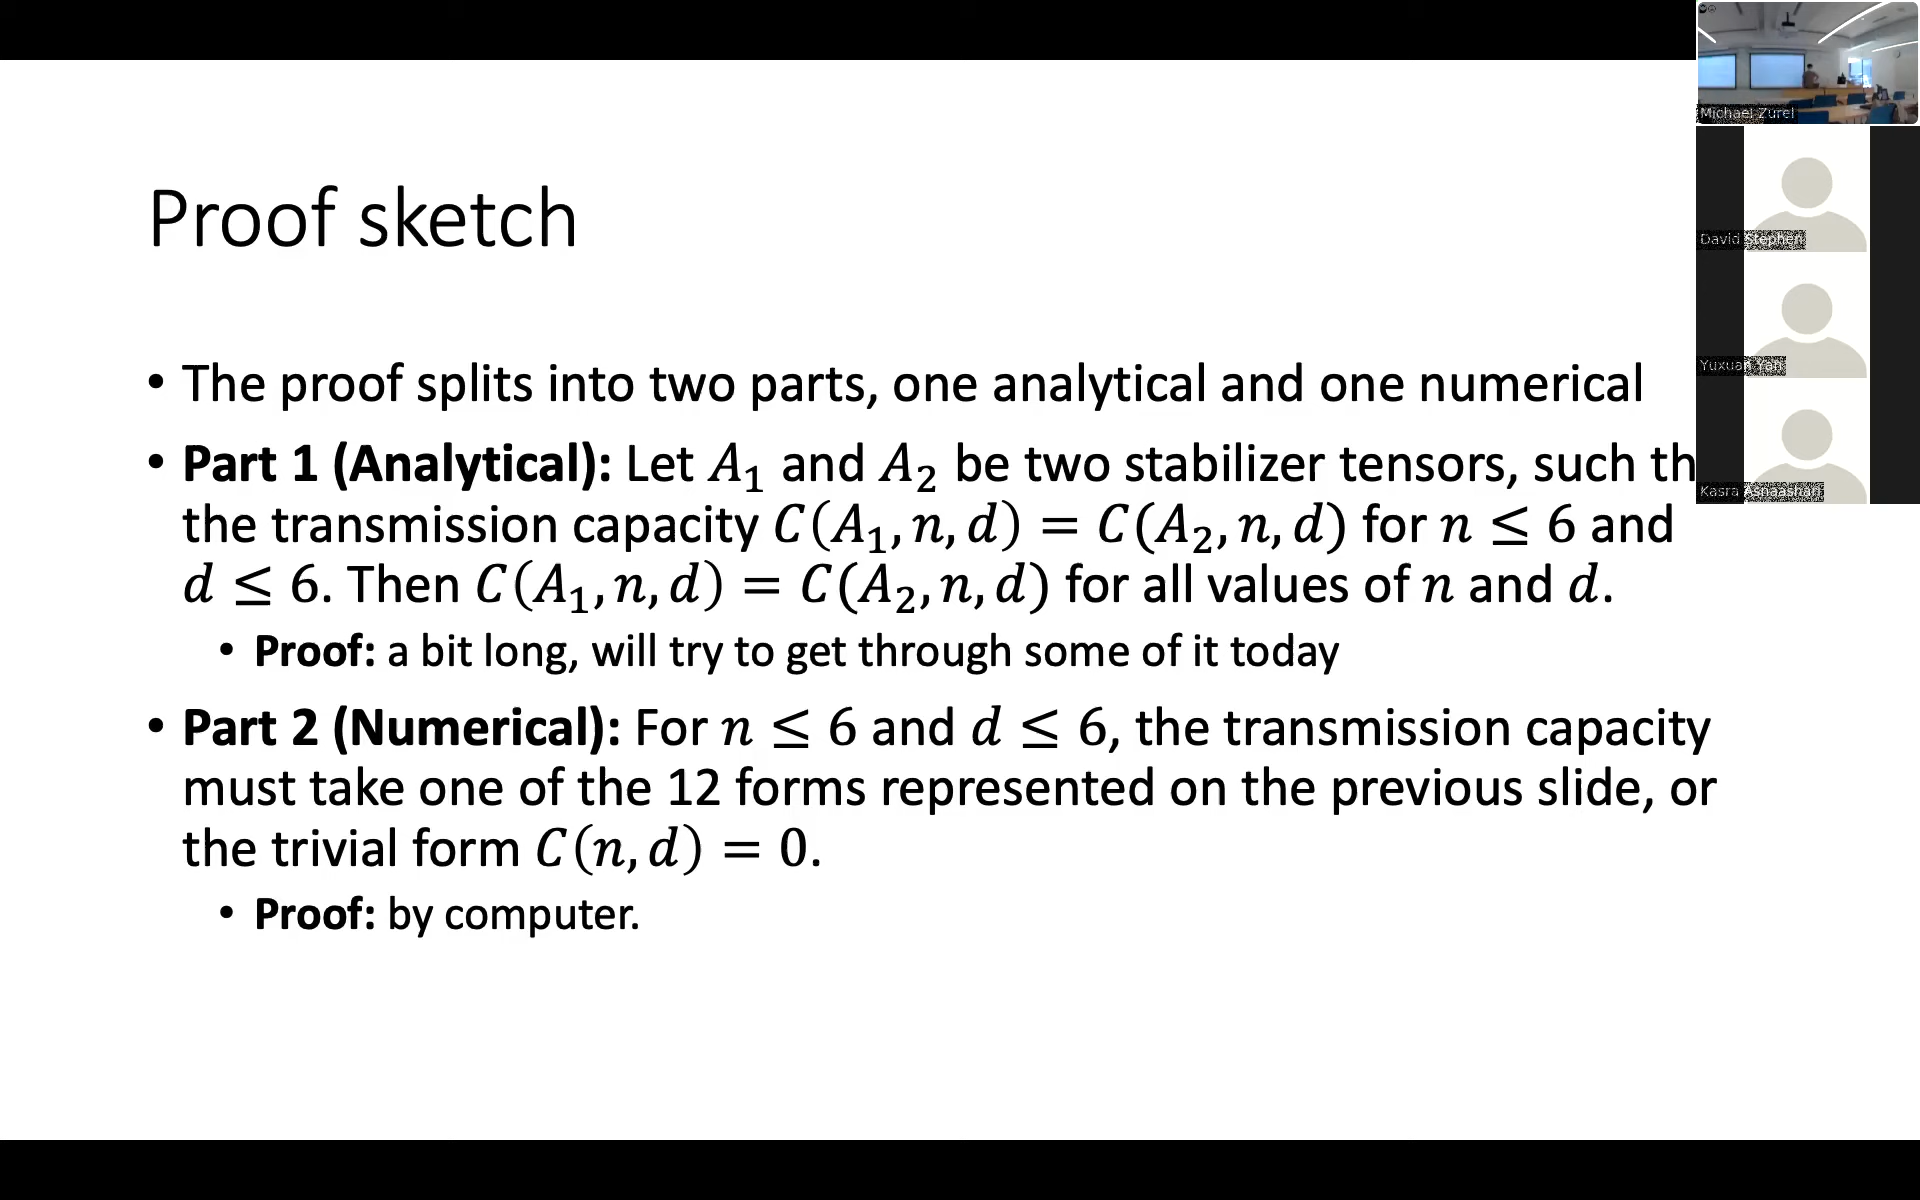 Proof sketch
• The proof splits into two parts, one analytical and one numerical
• Part 1 (Analytical): Let A₁ and A₂ be two stabilizer tensors, such th
the transmission capacity C(A₁, n, d) = C(A₂, n, d) for n ≤ 6 and
d ≤ 6. Then C(A₁, n, d) = C(A₂, n, d) for all values of n and d.
• Proof: a bit long, will try to get through some of it today
• Part 2 (Numerical): For n ≤ 6 and d ≤ 6, the transmission capacity
must take one of the 12 forms represented on the previous slide, or
the trivial form C(n, d) = 0.
• Proof: by computer.
Michael Zurel
David Stephen
Yuxuan Yan
Kasra